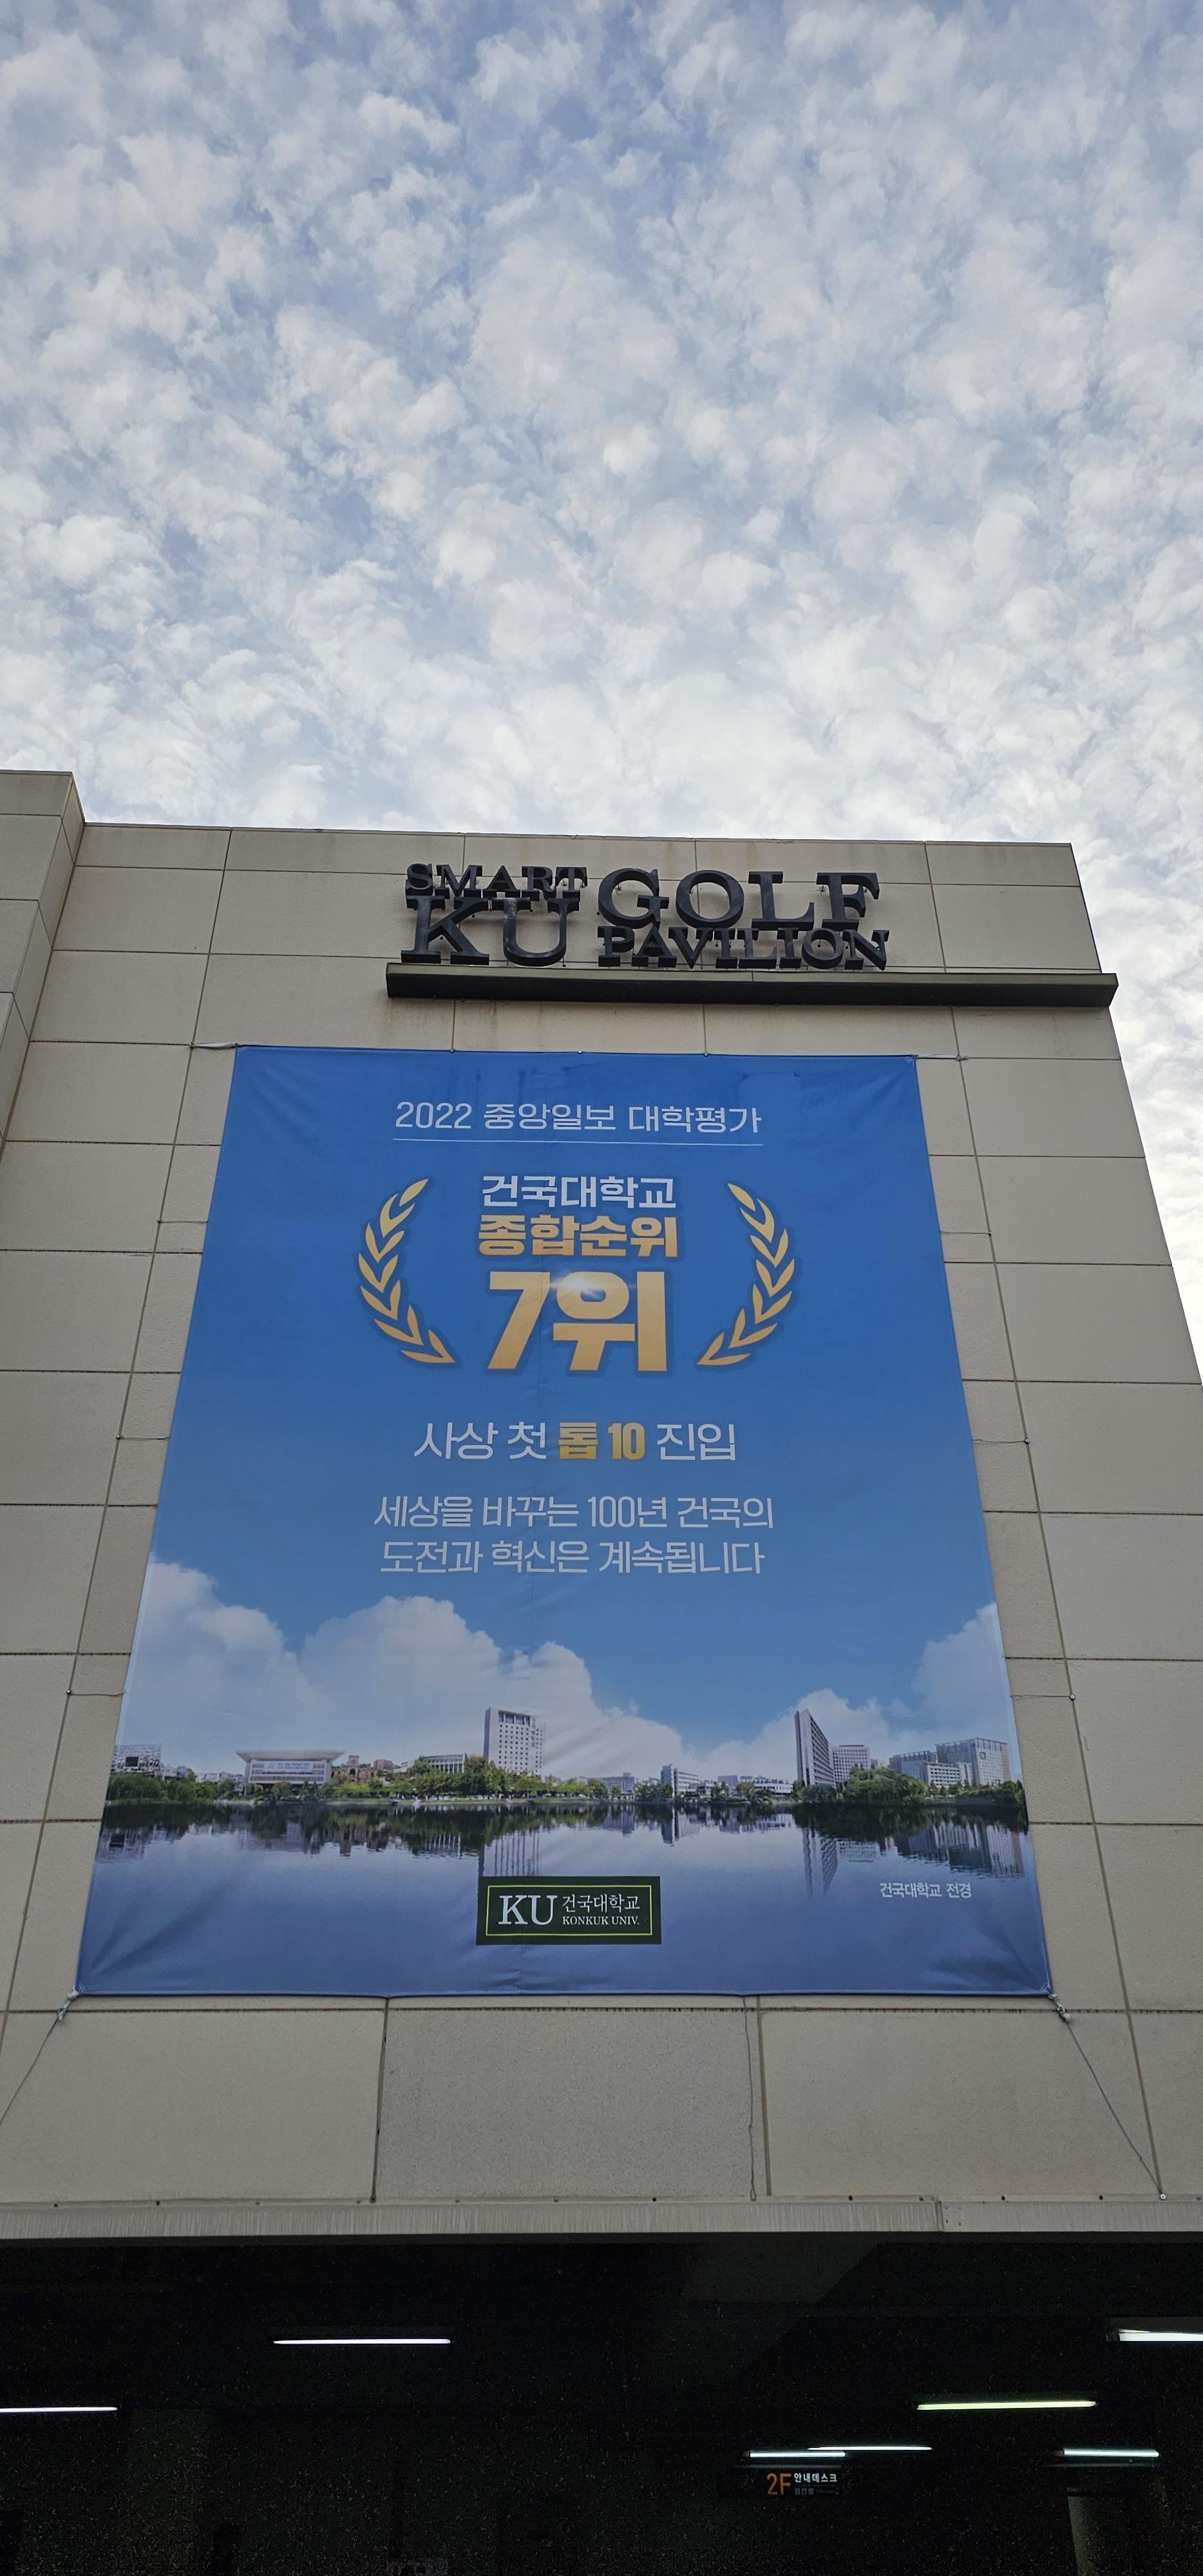 SMART GOLF
KU PAVILION
2022 중앙일보 대학평가
건국대학교
종합순위
7위
사상 첫 톱 10 진입
세상을 바꾸는 100년 건국의
도전과 혁신은 계속됩니다
건국대학교 전경
KU 건국대학교
KONKUK UNIV.
2F 안내데스크